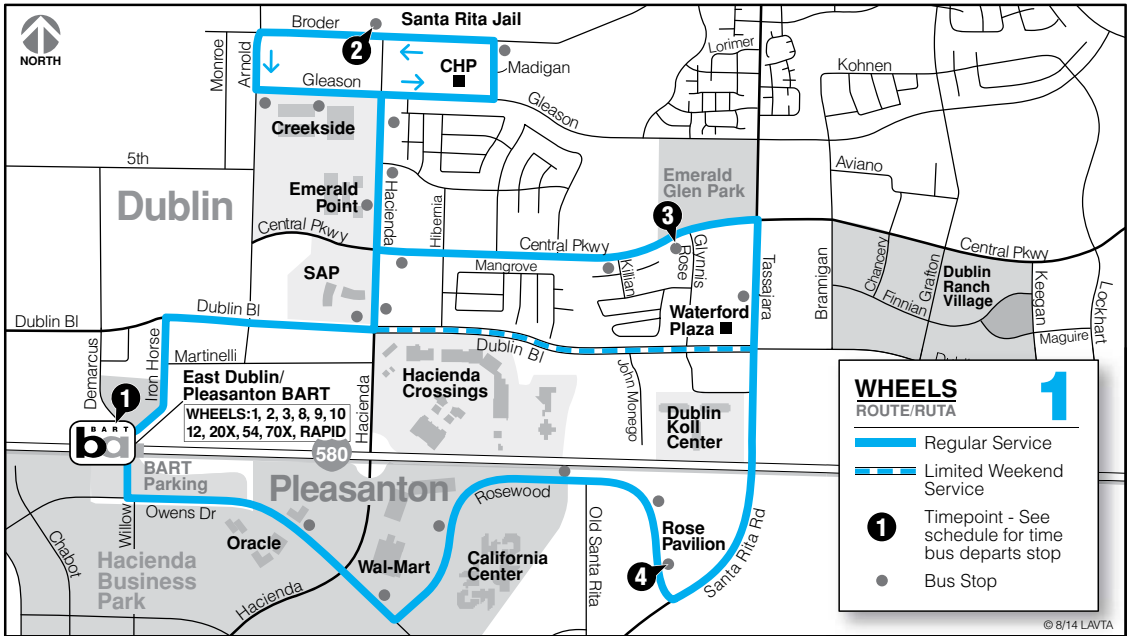 NORTH
Broder
Santa Rita Jail
2
Monroe
Arnold
Gleason
CHP
Madigan
Lorimer
Kohnen
Gleason
Creekside
5th
Dublin
Emerald
Point
Hacienda
Hibernia
Emerald
Glen Park
Aviano
3
Central Pkwy
Central Pkwy
Central Pkwy
SAP
Mangrove
Killian
Rose
Glynnis
Tassajara
Brannigan
Chancery
Grafton
Finnian
Dublin
Ranch
Village
Keegan
Lockhart
Maguire
Waterford
Plaza
Dublin Bl
Dublin Bl
Dublin Bl
Dublin Bl
Demarcus
Iron Horse
Martinelli
East Dublin/
Pleasanton BART
WHEELS:1, 2, 3, 8, 9, 10
12, 20X, 54, 70X, RAPID
1
BART
ba
BART
Parking
Hacienda
580
Hacienda
Crossings
John Monego
Dublin
Koll
Center
Pleasanton
Rosewood
Willow
Owens Dr
Chabot
Oracle
Hacienda
Business
Park
Hacienda
Wal-Mart
California
Center
Old Santa Rita
Rose
Pavilion
4
Santa Rita Rd
WHEELS
ROUTE/RUTA
1
Regular Service
Limited Weekend
Service
1
Timepoint - See
schedule for time
bus departs stop
Bus Stop
© 8/14 LAVTA